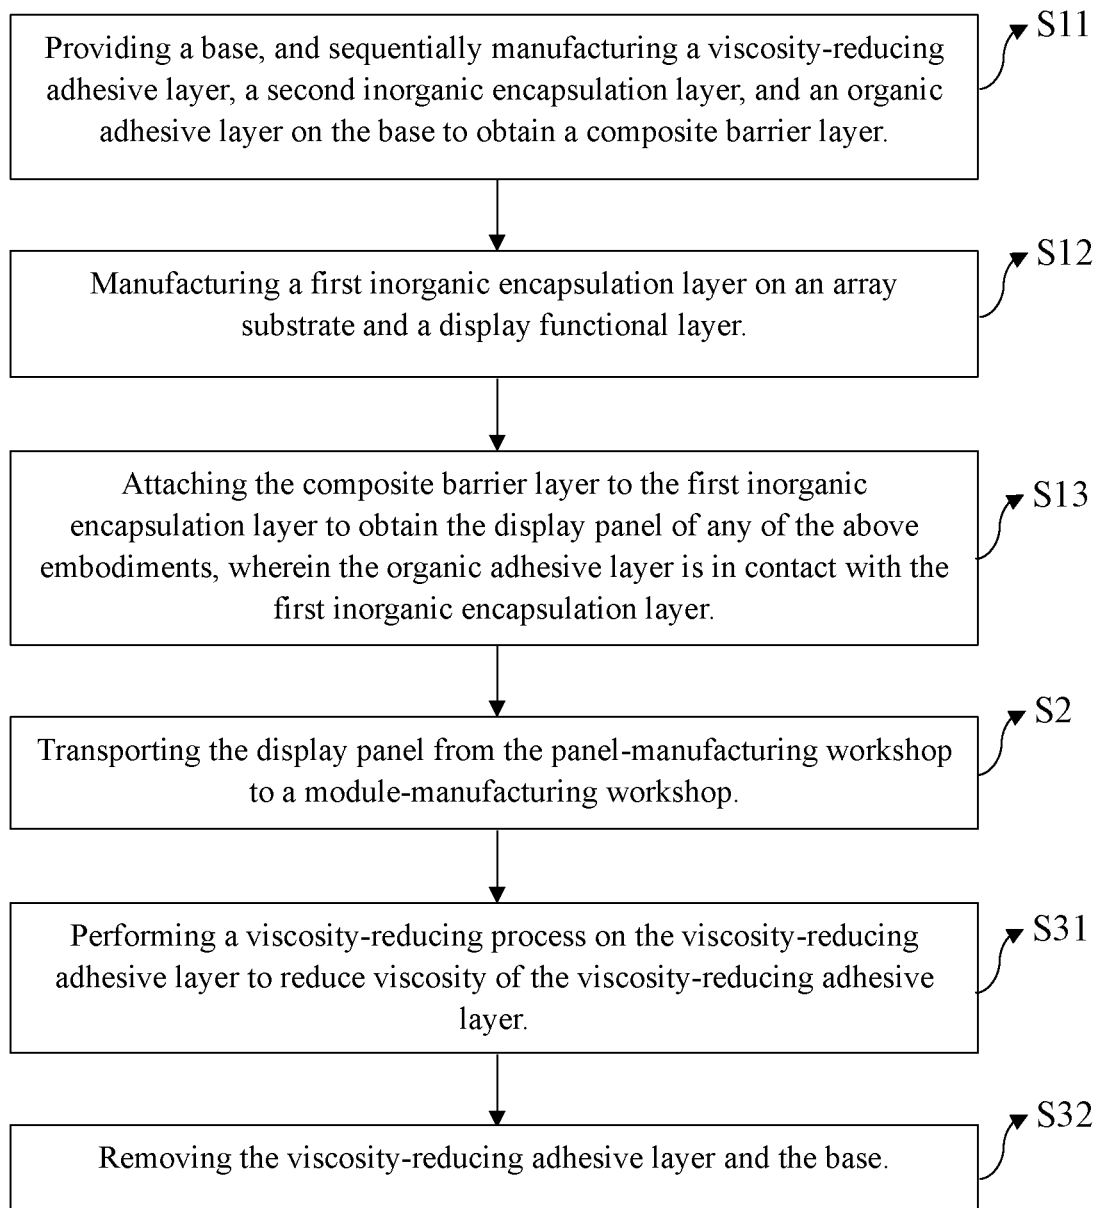 S11
Providing a base, and sequentially manufacturing a viscosity-reducing
adhesive layer, a second inorganic encapsulation layer, and an organic
adhesive layer on the base to obtain a composite barrier layer.
S12
Manufacturing a first inorganic encapsulation layer on an array
substrate and a display functional layer.
S13
Attaching the composite barrier layer to the first inorganic
encapsulation layer to obtain the display panel of any of the above
embodiments, wherein the organic adhesive layer is in contact with the
first inorganic encapsulation layer.
S2
Transporting the display panel from the panel-manufacturing workshop
to a module-manufacturing workshop.
S31
Performing a viscosity-reducing process on the viscosity-reducing
adhesive layer to reduce viscosity of the viscosity-reducing adhesive
layer.
S32
Removing the viscosity-reducing adhesive layer and the base.